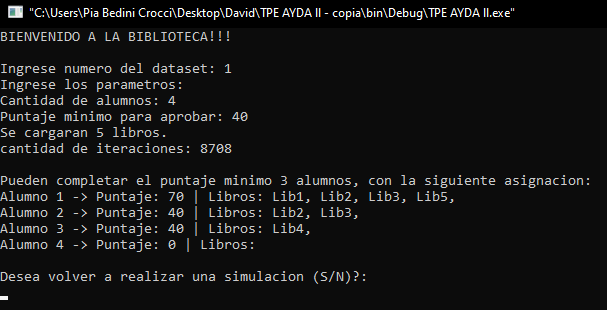 "C:\Users\Pia Bedini Crocci\Desktop\David\TPE AYDA II - copia\bin\Debug\TPE AYDA II.exe"
BIENVENIDO A LA BIBLIOTECA!!!
Ingrese numero del dataset: 1
Ingrese los parametros:
Cantidad de alumnos: 4
Puntaje minimo para aprobar: 40
Se cargaran 5 libros.
cantidad de iteraciones: 8708
Pueden completar el puntaje minimo 3 alumnos, con la siguiente asignacion:
Alumno 1 -> Puntaje: 70 | Libros: Lib1, Lib2, Lib3, Lib5,
Alumno 2 -> Puntaje: 40 | Libros: Lib2, Lib3,
Alumno 3 -> Puntaje: 40 | Libros: Lib4,
Alumno 4 -> Puntaje: 0 | Libros:
Desea volver a realizar una simulacion (S/N)?: